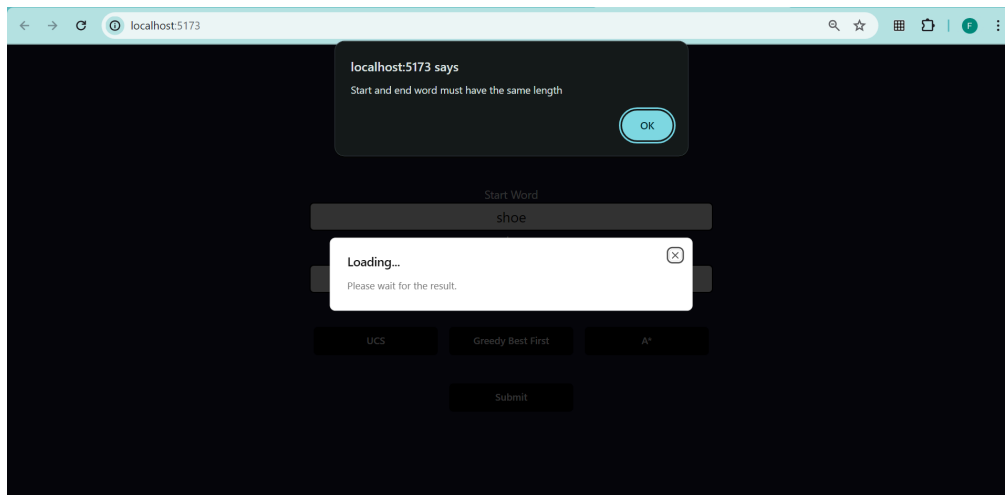 localhost:5173
F
localhost:5173 says
Start and end word must have the same length
OK
Start Word
shoe
Loading...
Please wait for the result.
UCS Greedy Best First A*
Submit